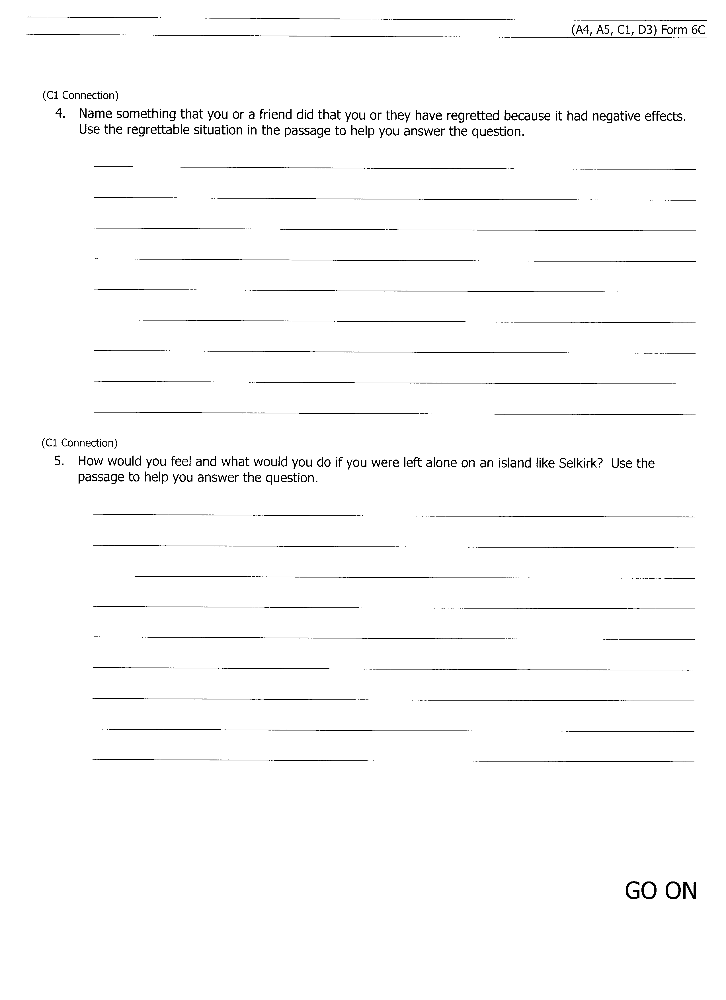 (A4, A5, C1, D3) Form 6C
(C1 Connection)
4. Name something that you or a friend did that you or they have regretted because it had negative effects.
Use the regrettable situation in the passage to help you answer the question.
(C1 Connection)
5. How would you feel and what would you do if you were left alone on an island like Selkirk? Use the
passage to help you answer the question.
GO ON